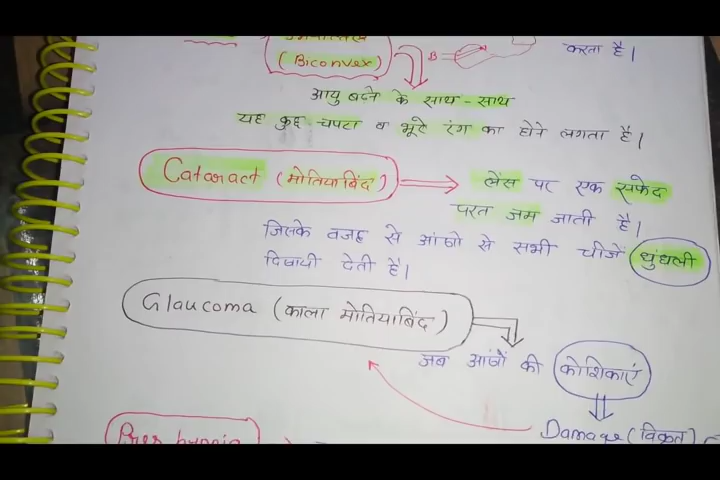 (Biconvex)
B
करता है।
आयु बढ़ने के साथ-साथ
यह कुछ चपटा व भूरे रंग का होने लगता है।
Cataract (मोतियाबिंद) लेंस पर एक सफेद
परत जम जाती है।
जिसके वजह से आंखो से सभी चीजें धुंधली
दिखायी देती है।
Glaucoma (काला मोतियाबिंद)
जब आंखों की कोशिकाएं
Damage (विकृत)